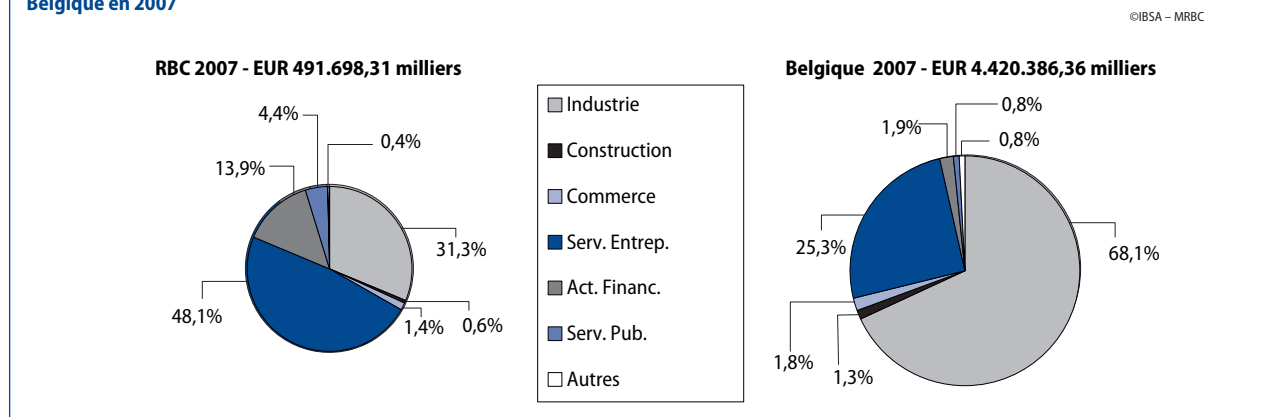 Belgique en 2007
©IBSA – MRBC
RBC 2007 - EUR 491.698,31 milliers
4,4%
0,4%
13,9%
31,3%
48,1%
1,4%
0,6%
Industrie
Construction
Commerce
Serv. Entrep.
Act. Financ.
Serv. Pub.
Autres
Belgique 2007 - EUR 4.420.386,36 milliers
0,8%
1,9%
0,8%
25,3%
68,1%
1,8%
1,3%